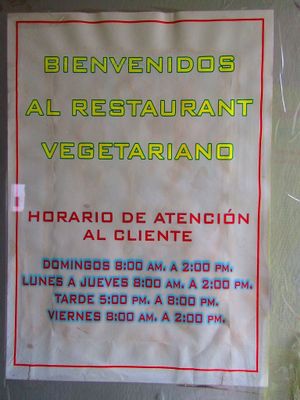 BIENVENIDOS
AL RESTAURANT
VEGETARIANO
HORARIO DE ATENCIÓN
AL CLIENTE
DOMINGOS 8:00 AM. A 2:00 PM.
LUNES A JUEVES 8:00 AM. A 2:00 PM.
TARDE 5:00 PM. A 8:00 PM.
VIERNES 8:00 AM. A 2:00 PM.